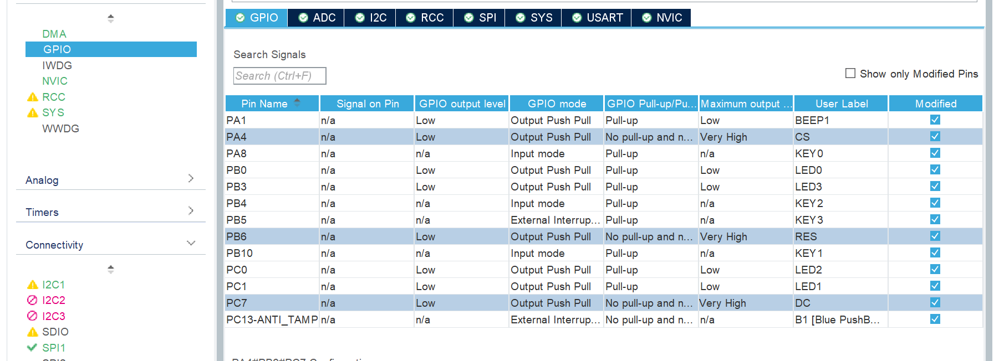 DMA
GPIO
IWDG
NVIC
RCC
SYS
WWDG
Analog
Timers
Connectivity
I2C1
I2C2
I2C3
SDIO
SPI1
GPIO ADC I2C RCC SPI SYS USART NVIC
Search Signals
Search (Ctrl+F)
Show only Modified Pins
Pin Name Signal on Pin GPIO output level GPIO mode GPIO Pull-up/Pu... Maximum output ... User Label Modified
PA1 n/a Low Output Push Pull Pull-up Low BEEP1
PA4 n/a Low Output Push Pull No pull-up and n... Very High CS
PA8 n/a n/a Input mode Pull-up n/a KEY0
PB0 n/a Low Output Push Pull Pull-up Low LED0
PB3 n/a Low Output Push Pull Pull-up Low LED3
PB4 n/a n/a Input mode Pull-up n/a KEY2
PB5 n/a n/a External Interrup... Pull-up n/a KEY3
PB6 n/a Low Output Push Pull No pull-up and n... Very High RES
PB10 n/a n/a Input mode Pull-up n/a KEY1
PC0 n/a Low Output Push Pull Pull-up Low LED2
PC1 n/a Low Output Push Pull Pull-up Low LED1
PC7 n/a Low Output Push Pull No pull-up and n... Very High DC
PC13-ANTI_TAMP n/a n/a External Interrup... No pull-up and n... n/a B1 [Blue PushB...